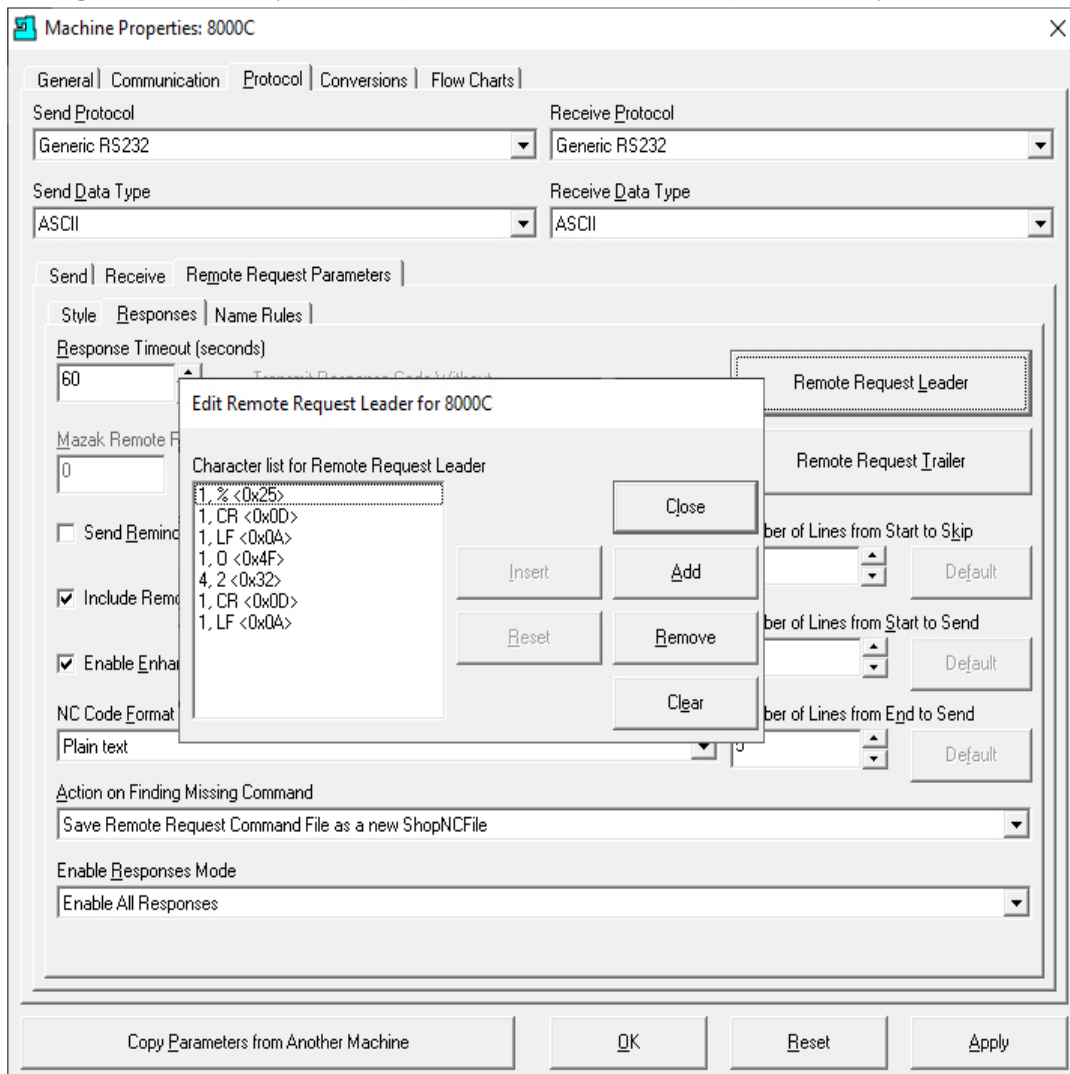 Machine Properties: 8000C
General Communication Protocol Conversions Flow Charts
Send Protocol Receive Protocol
Generic RS232 Generic RS232
Send Data Type Receive Data Type
ASCII ASCII
Send Receive Remote Request Parameters
Style Responses Name Rules
Response Timeout (seconds)
60
Remote Request Leader
Edit Remote Request Leader for 8000C
Mazak Remote
0
Remote Request Trailer
Character list for Remote Request Leader
1, % <0x25>
1, CR <0x0D>
1, LF <0x0A>
1, O <0x4F>
4, 2 <0x32>
1, CR <0x0D>
1, LF <0x0A>
Close
Insert Add
Reset Remove
Clear
Send Remind
of Lines from Start to Skip
Default
Include Remo
of Lines from Start to Send
Default
Enable Enha
NC Code Format
of Lines from End to Send
Plain text
Default
Action on Finding Missing Command
Save Remote Request Command File as a new ShopNCFile
Enable Responses Mode
Enable All Responses
Copy Parameters from Another Machine OK Reset Apply